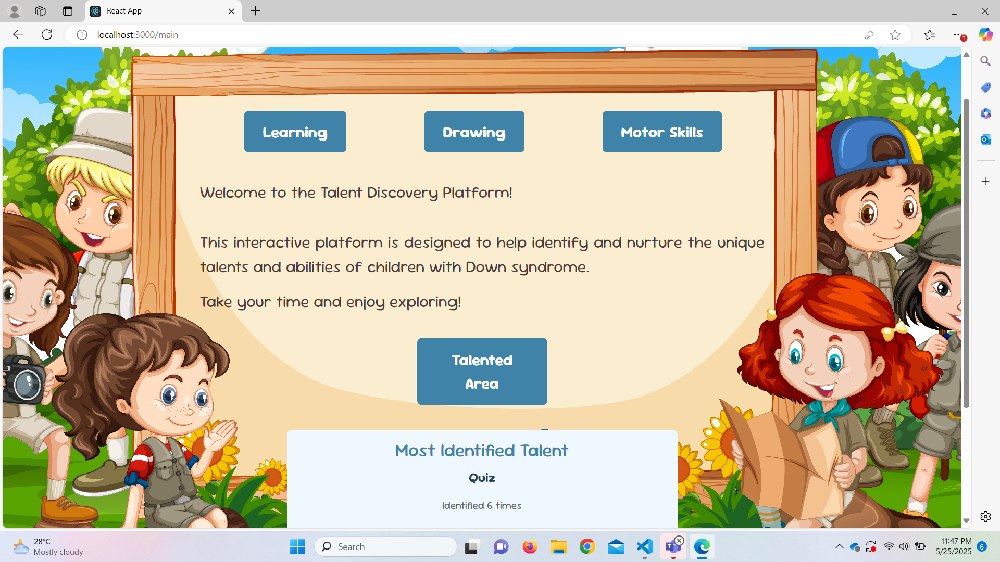 React App
localhost:3000/main
Learning
Drawing
Motor Skills
Welcome to the Talent Discovery Platform!
This interactive platform is designed to help identify and nurture the unique
talents and abilities of children with Down syndrome.
Take your time and enjoy exploring!
Talented
Area
Most Identified Talent
Quiz
Identified 6 times
28°C
Mostly cloudy
Search
11:47 PM
5/25/2025
6